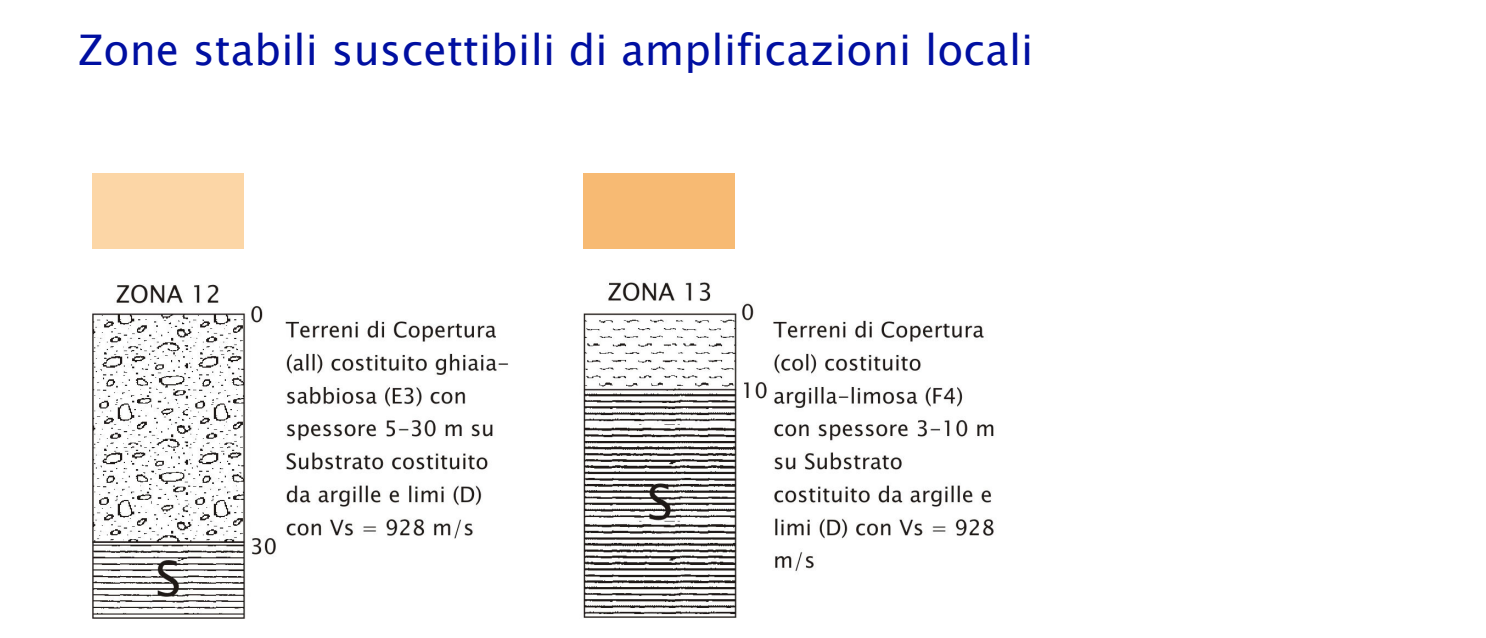 Zone stabili suscettibili di amplificazioni locali
ZONA 12
0
Terreni di Copertura
(all) costituito ghiaia-
sabbiosa (E3) con
spessore 5-30 m su
Substrato costituito
da argille e limi (D)
con Vs = 928 m/s
30
S
ZONA 13
0
Terreni di Copertura
(col) costituito
10
argilla-limosa (F4)
con spessore 3-10 m
su Substrato
costituito da argille e
limi (D) con Vs = 928
m/s
S